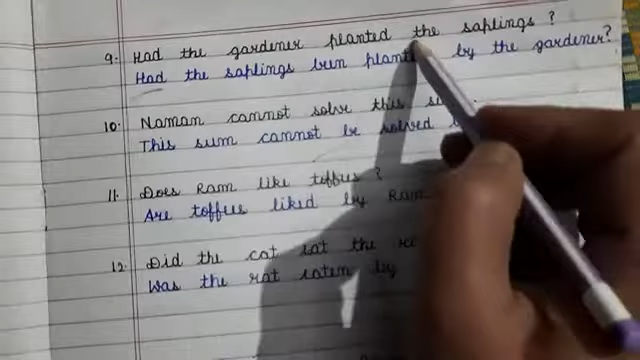 9. Had the gardener planted the saplings ?
Had the saplings been by the gardener?
10. Naman cannot solve this
This sum cannot be solved
11. Does Ram like toffees ?
Are toffees liked by Ram
12. Did the cat eat the
Was the rat eaten by